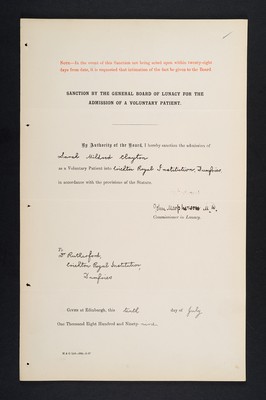 Note—In the event of this Sanction not being acted upon within twenty-eight
days from date, it is requested that intimation of the fact be given to the Board.
SANCTION BY THE GENERAL BOARD OF LUNACY FOR THE
ADMISSION OF A VOLUNTARY PATIENT.
By Authority of the Board, I hereby sanction the admission of
Sarah Mildred Clayton
as a Voluntary Patient into Crichton Royal Institution, Dumfries
in accordance with the provisions of the Statute.
Commissioner in Lunacy.
To
Dr Rutherford,
Crichton Royal Institution
Dumfries
Given at Edinburgh, this tenth day of July,
One Thousand Eight Hundred and Ninety-